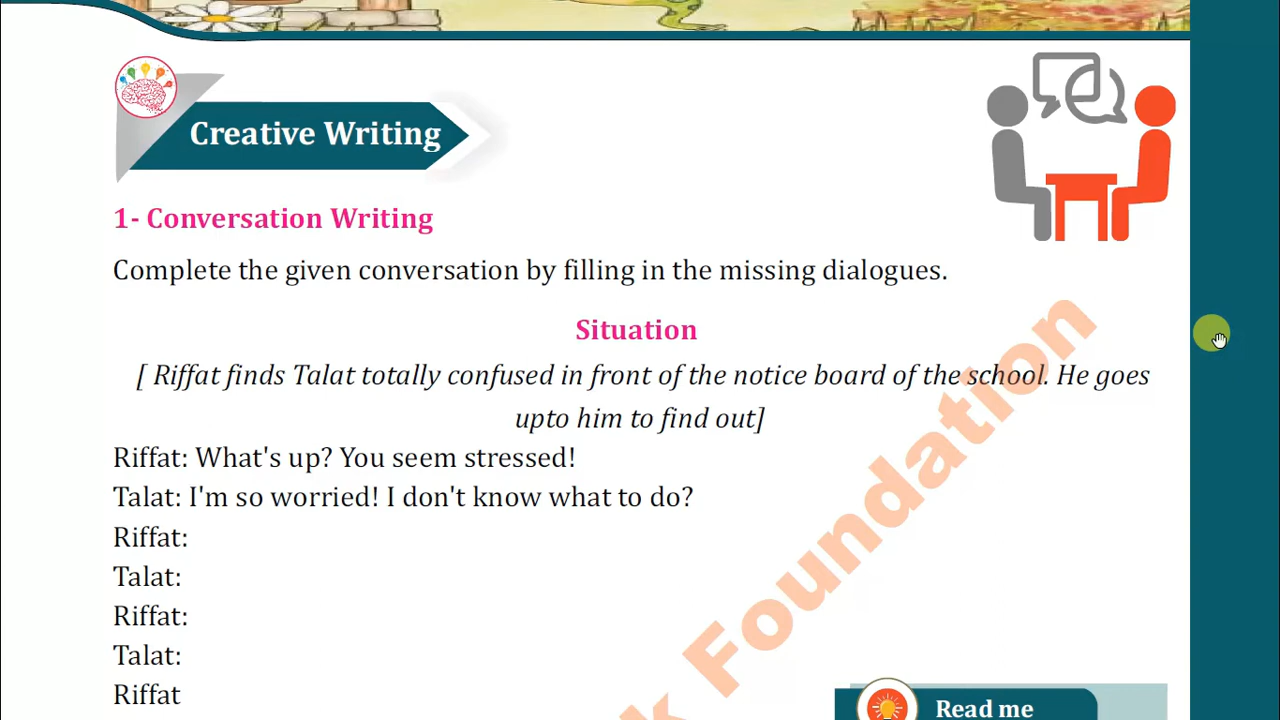 Creative Writing
1- Conversation Writing
Complete the given conversation by filling in the missing dialogues.
Situation
[ Riffat finds Talat totally confused in front of the notice board of the school. He goes
upto him to find out]
Riffat: What's up? You seem stressed!
Talat: I'm so worried! I don't know what to do?
Riffat:
Talat:
Riffat:
Talat:
Riffat
Read me
Foundation